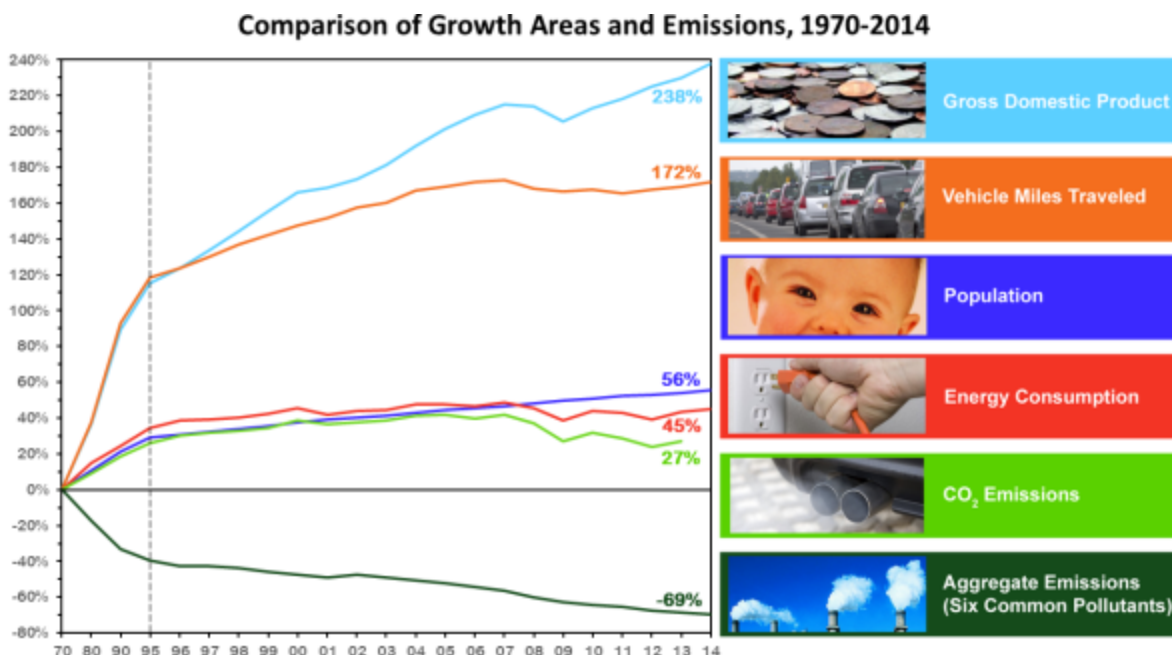 Comparison of Growth Areas and Emissions, 1970-2014
240%
220%
200%
180%
160%
140%
120%
100%
80%
60%
40%
20%
0%
-20%
-40%
-60%
-80%
238%
172%
56%
45%
27%
-69%
70 80 90 95 96 97 98 99 00 01 02 03 04 05 06 07 08 09 10 11 12 13 14
Gross Domestic Product
Vehicle Miles Traveled
Population
Energy Consumption
CO₂ Emissions
Aggregate Emissions
(Six Common Pollutants)